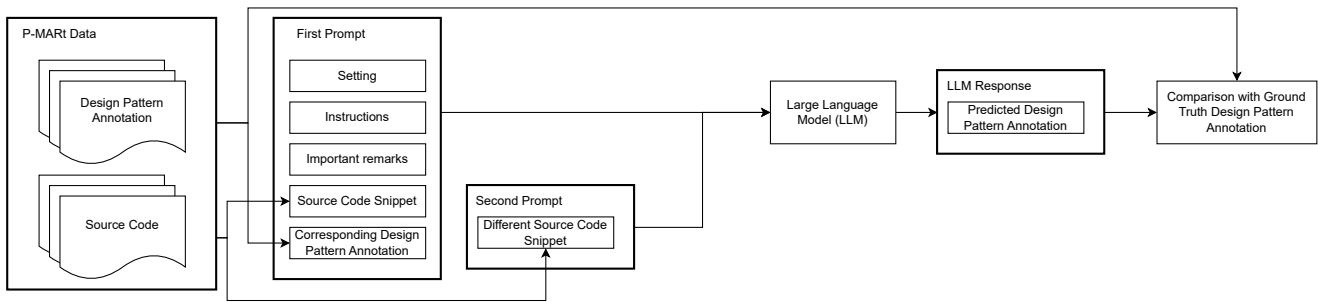 P-MARt Data
Design Pattern
Annotation
Source Code
First Prompt
Setting
Instructions
Important remarks
Source Code Snippet
Corresponding Design
Pattern Annotation
Second Prompt
Different Source Code
Snippet
Large Language
Model (LLM)
LLM Response
Predicted Design
Pattern Annotation
Comparison with Ground
Truth Design Pattern
Annotation